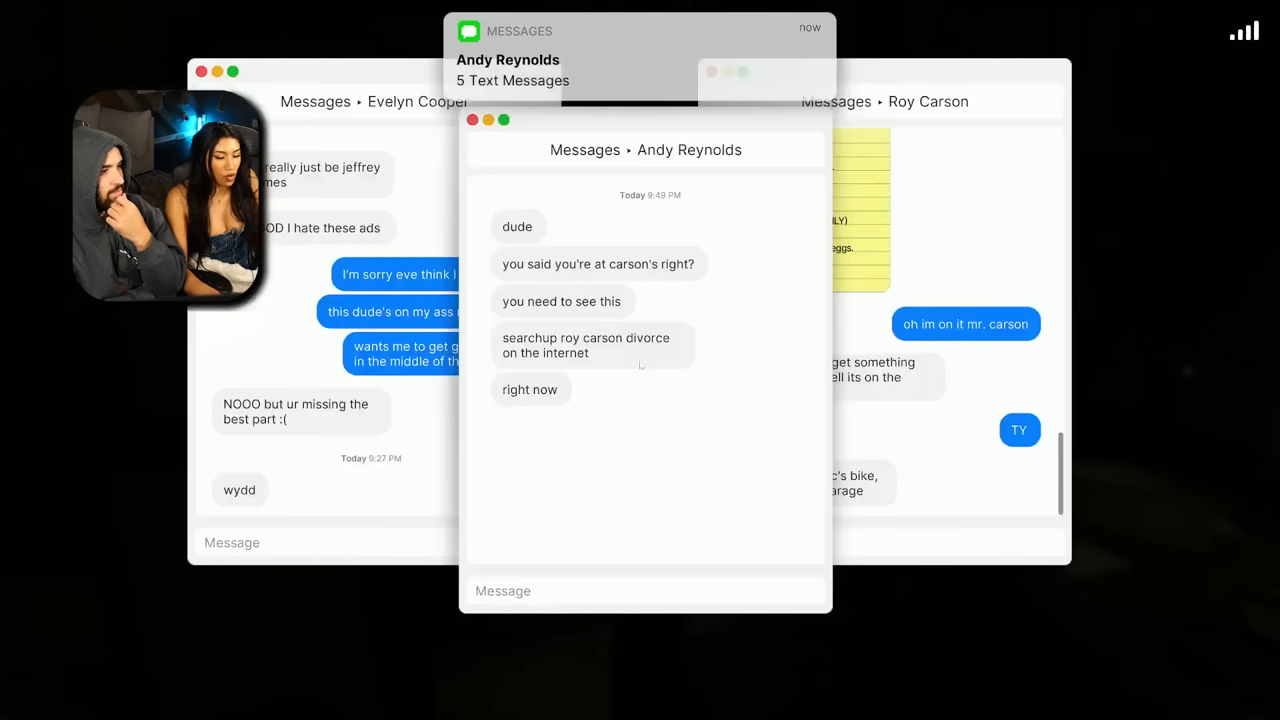 MESSAGES
now
Andy Reynolds
5 Text Messages
Messages ▸ Evelyn Cooper
really just be jeffrey
mes
OD I hate these ads
I'm sorry eve think I
this dude's on my ass
wants me to get g
in the middle of th
NOOO but ur missing the
best part :(
Today 9:27 PM
wydd
Message
Messages ▸ Andy Reynolds
Today 9:49 PM
dude
you said you're at carson's right?
you need to see this
searchup roy carson divorce
on the internet
right now
Message
Messages ▸ Roy Carson
LY)
eggs.
oh im on it mr. carson
get something
ell its on the
TY
c's bike,
arage